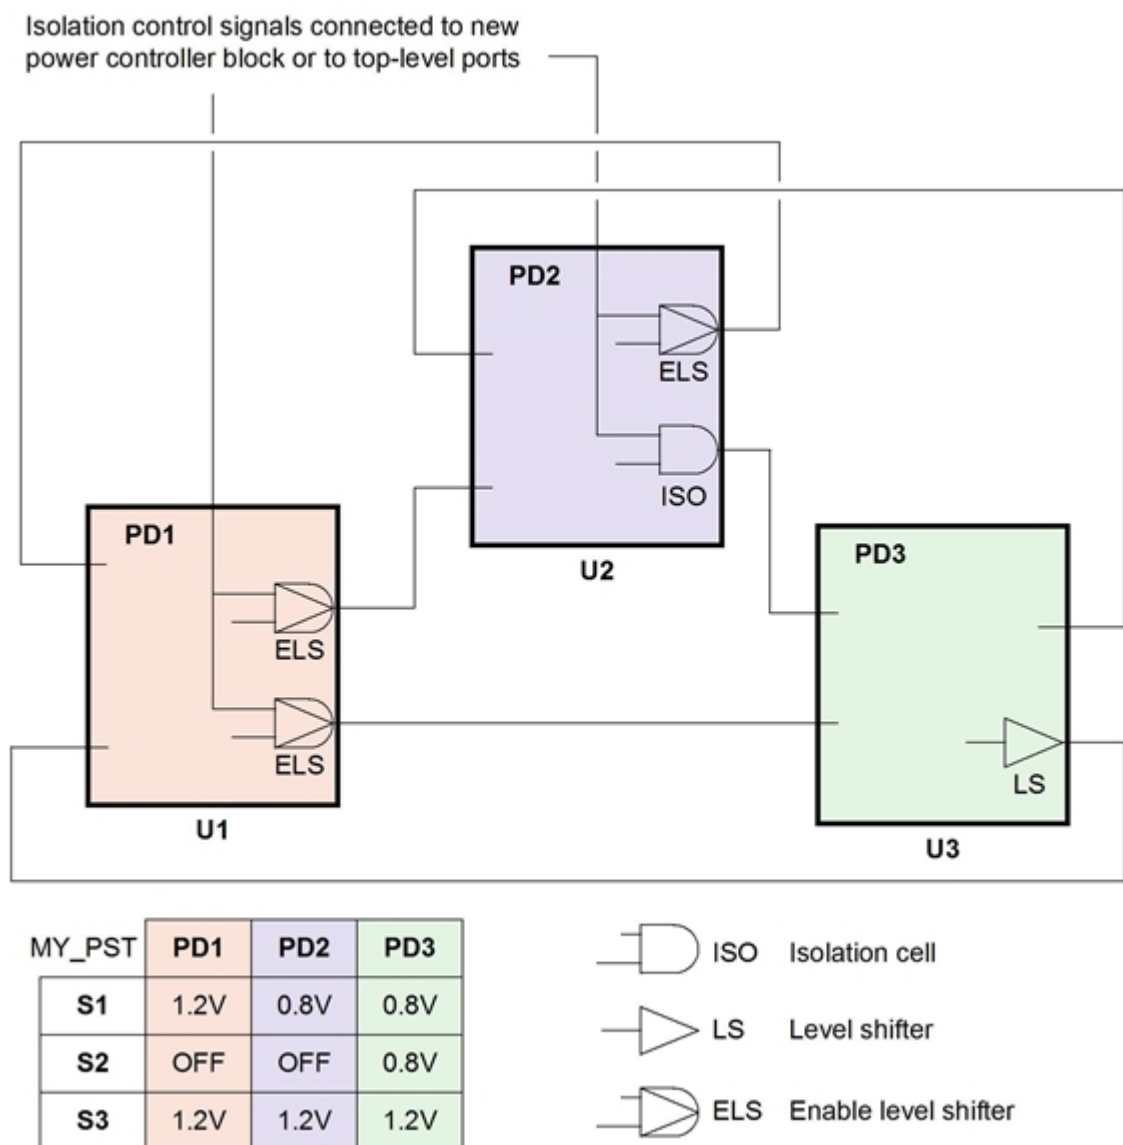 Isolation control signals connected to new
power controller block or to top-level ports
PD2
ELS
ISO
U2
PD1
ELS
ELS
U1
PD3
LS
U3
MY_PST PD1 PD2 PD3
S1 1.2V 0.8V 0.8V
S2 OFF OFF 0.8V
S3 1.2V 1.2V 1.2V
ISO Isolation cell
LS Level shifter
ELS Enable level shifter